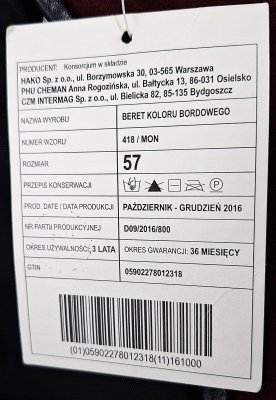 PRODUCENT: Konsorcjum w składzie
HAKO Sp. z o.o., ul. Borzymowska 30, 03-565 Warszawa
PHU CHEMAN Anna Rogozińska, ul. Bałtycka 13, 86-031 Osielsko
CZM INTERMAG Sp. z o.o., ul. Bielicka 82, 85-135 Bydgoszcz
NAZWA WYROBU BERET KOLORU BORDOWEGO
NUMER WZORU 418 / MON
ROZMIAR 57
PRZEPIS KONSERWACJI
PROD. DATE / DATA PRODUKCJI PAŹDZIERNIK - GRUDZIEŃ 2016
NR PARTII PRODUKCYJNEJ D09/2016/800
OKRES UŻYWALNOŚCI 3 LATA OKRES GWARANCJI: 36 MIESIĘCY
GTIN 05902278012318
(01)05902278012318(11)161000